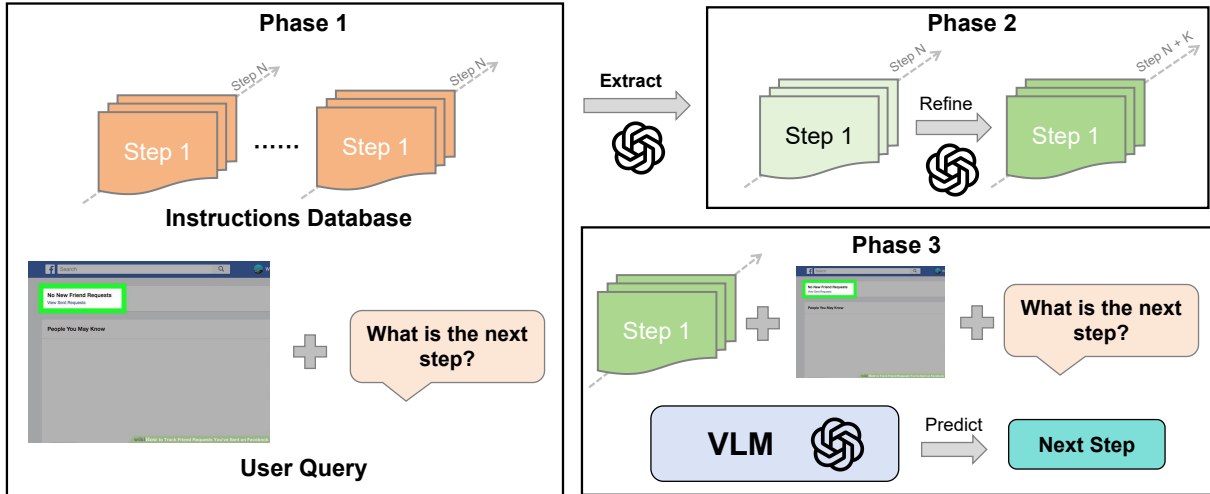 Phase 1
Step N
Step N
Step 1
......
Step 1
Instructions Database
Search
No New Friend Requests
View Sent Requests
People You May Know
What is the next
step?
wikiHow to Track Friend Requests You've Sent on Facebook
User Query
Extract
Phase 2
Step N
Step N + K
Step 1
Refine
Step 1
Phase 3
Step 1
Search
No New Friend Requests
View Sent Requests
People You May Know
What is the next
step?
VLM
Predict
Next Step